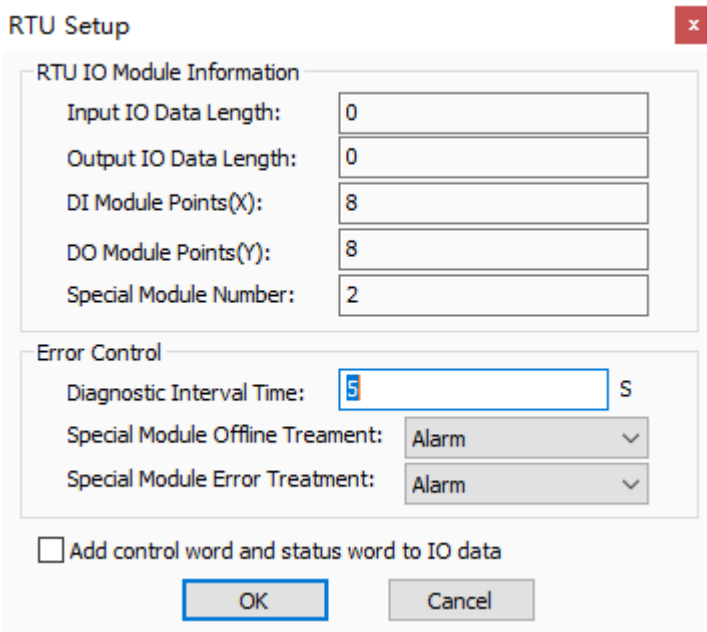 RTU Setup
x
RTU IO Module Information
Input IO Data Length: 0
Output IO Data Length: 0
DI Module Points(X): 8
DO Module Points(Y): 8
Special Module Number: 2
Error Control
Diagnostic Interval Time: 5 S
Special Module Offline Treament: Alarm
Special Module Error Treatment: Alarm
Add control word and status word to IO data
OK Cancel